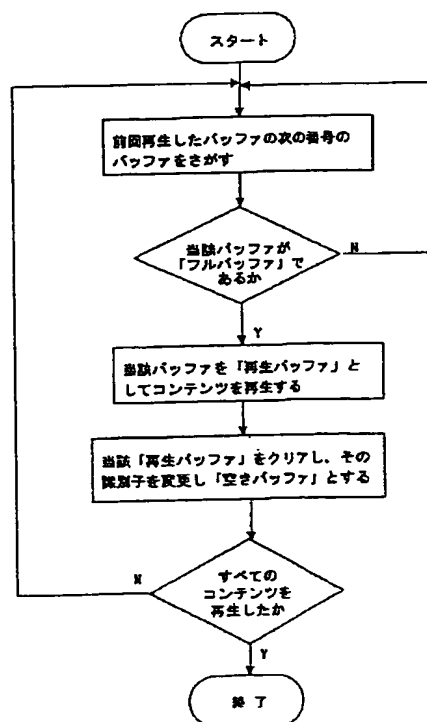 スタート
前回再生したバッファの次の番号の
バッファをさがす
当該バッファが
「フルバッファ」で
あるか
N
Y
当該バッファを「再生バッファ」と
してコンテンツを再生する
当該「再生バッファ」をクリアし、その
識別子を変更し「空きバッファ」とする
すべての
コンテンツを
再生したか
N
Y
終了